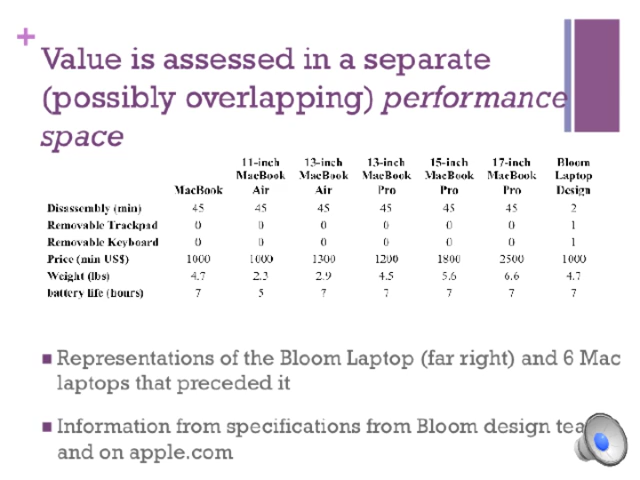 +
Value is assessed in a separate
(possibly overlapping) performance
space
11-inch 13-inch 13-inch 15-inch 17-inch Bloom
MacBook MacBook MacBook MacBook MacBook Laptop
MacBook Air Air Pro Pro Pro Design
Disassembly (min) 45 45 45 45 45 45 2
Removable Trackpad 0 0 0 0 0 0 1
Removable Keyboard 0 0 0 0 0 0 1
Price (min US$) 1000 1000 1300 1200 1800 2500 1000
Weight (lbs) 4.7 2.3 2.9 4.5 5.6 6.6 4.7
battery life (hours) 7 5 7 7 7 7 7
Representations of the Bloom Laptop (far right) and 6 Mac
laptops that preceded it
Information from specifications from Bloom design tea
and on apple.com